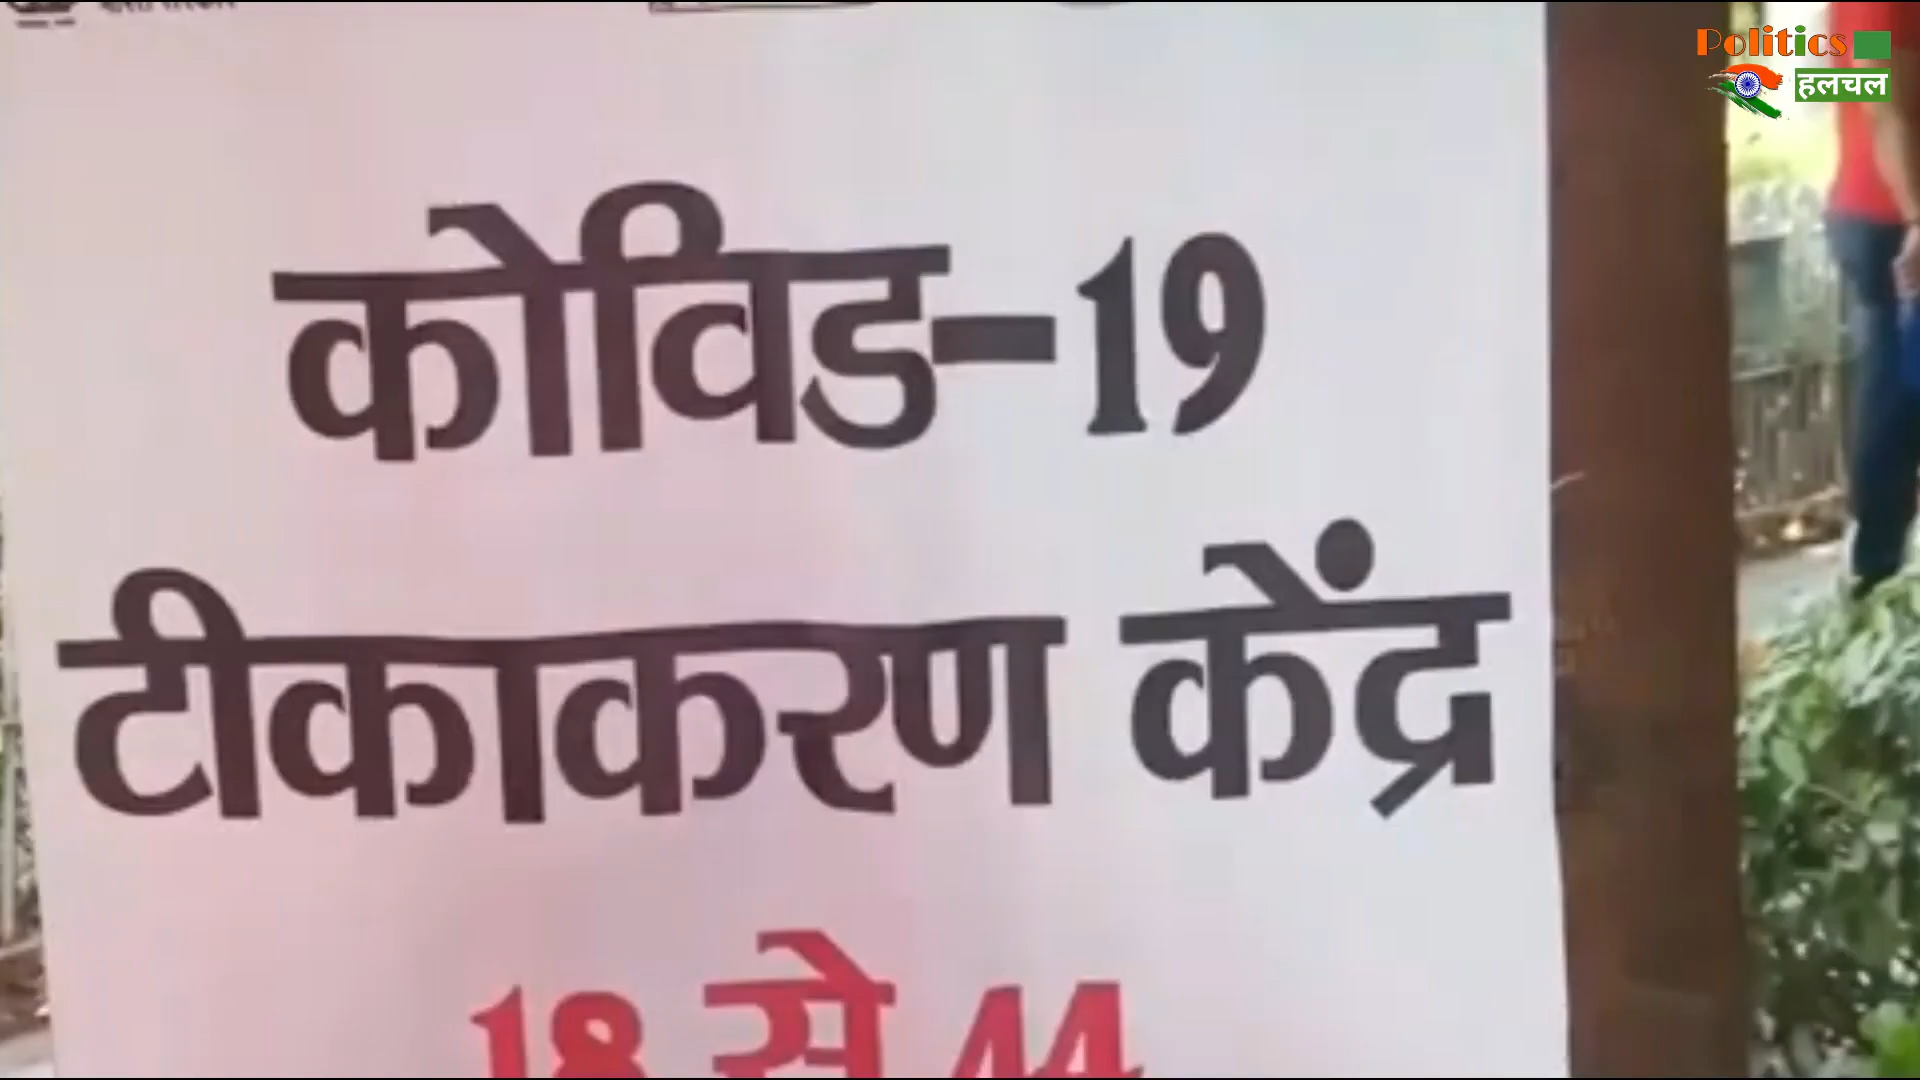 Politics
हलचल
कोविड-19
टीकाकरण केंद्र
18 से 44